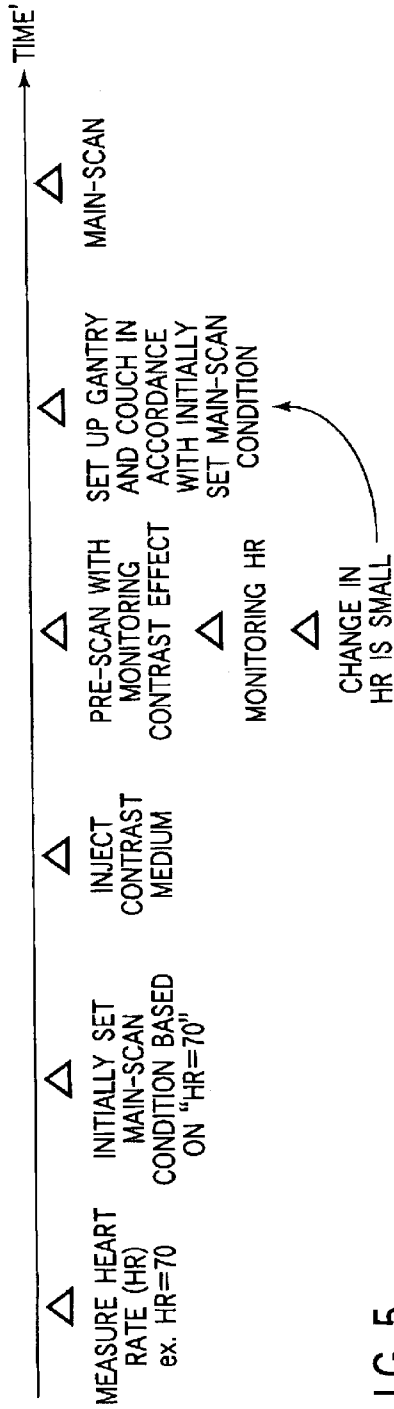 TIME'
MEASURE HEART
RATE (HR)
ex. HR=70
INITIALLY SET
MAIN-SCAN
CONDITION BASED
ON “HR=70”
INJECT
CONTRAST
MEDIUM
PRE-SCAN WITH
MONITORING
CONTRAST EFFECT
MONITORING HR
CHANGE IN
HR IS SMALL
SET UP GANTRY
AND COUCH IN
ACCORDANCE
WITH INITIALLY
SET MAIN-SCAN
CONDITION
MAIN-SCAN
I G. 5